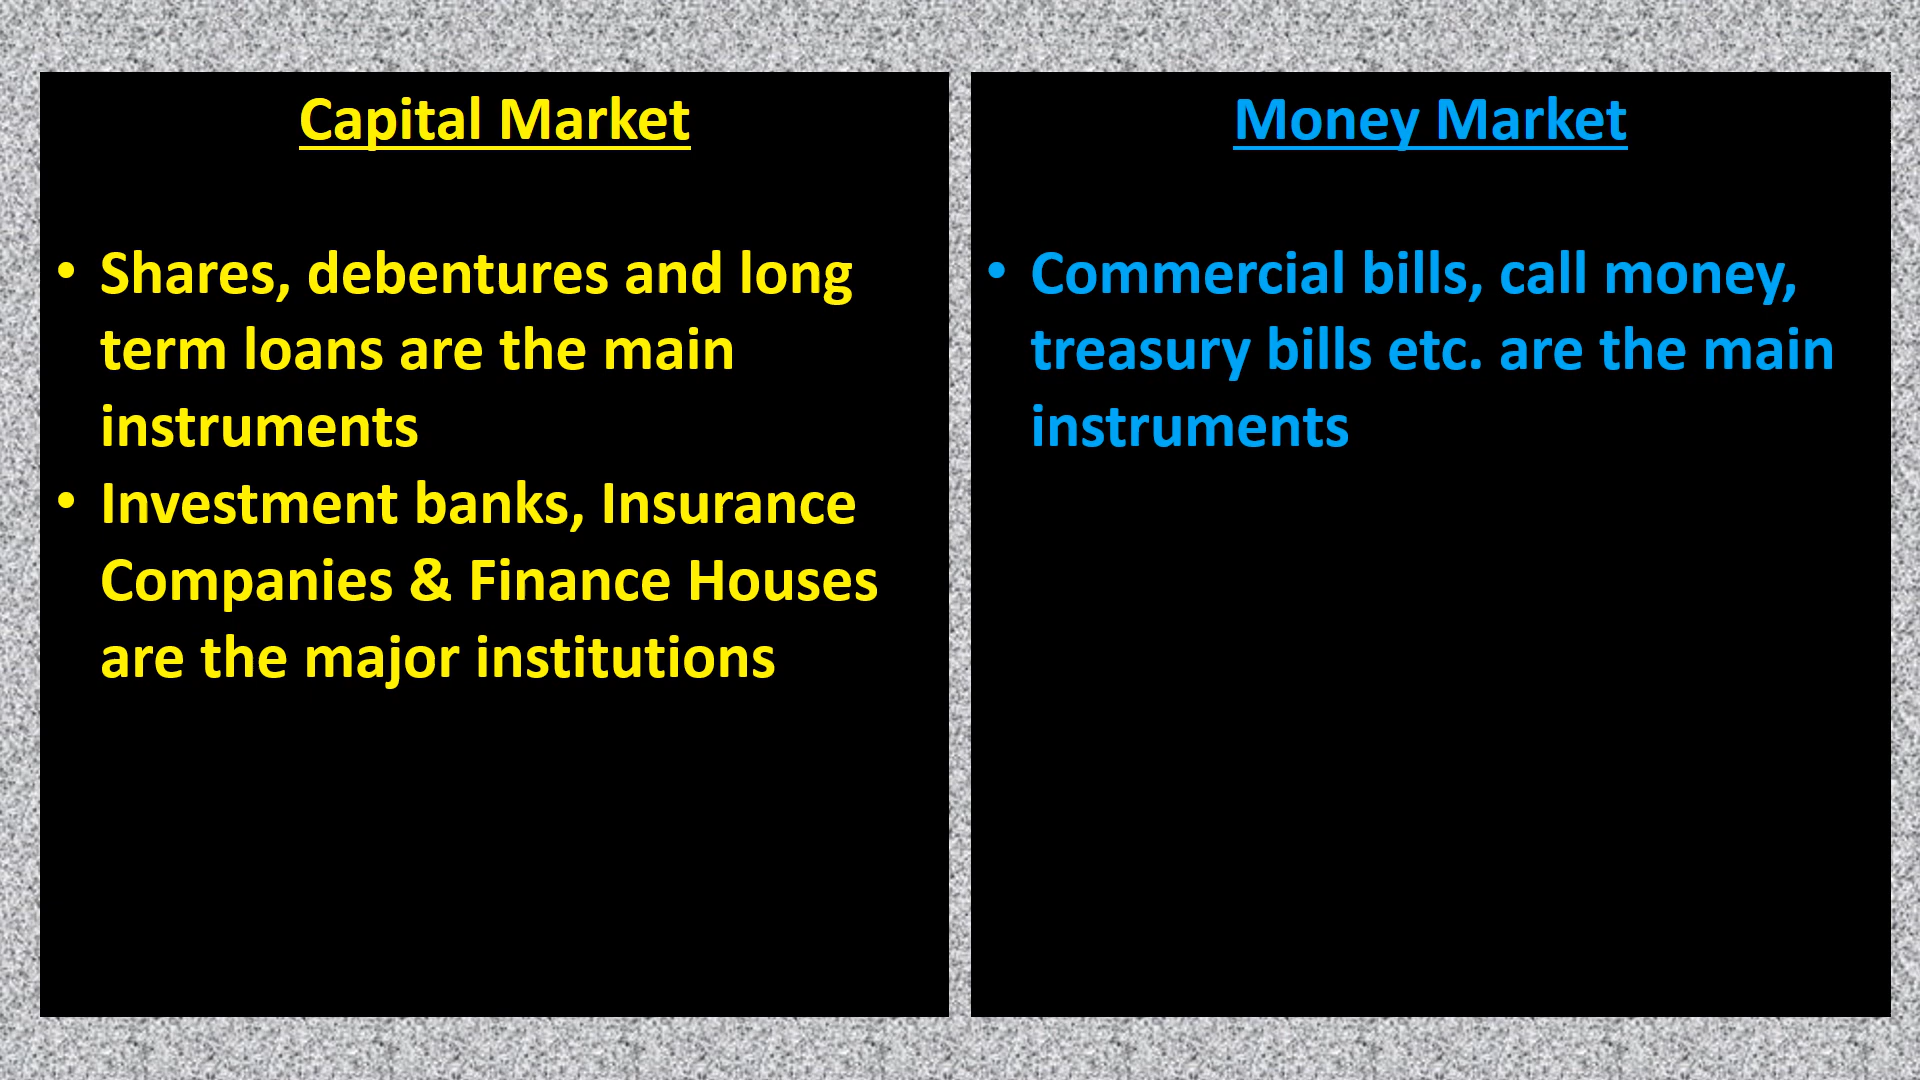 Capital Market
• Shares, debentures and long
term loans are the main
instruments
• Investment banks, Insurance
Companies & Finance Houses
are the major institutions
Money Market
• Commercial bills, call money,
treasury bills etc. are the main
instruments